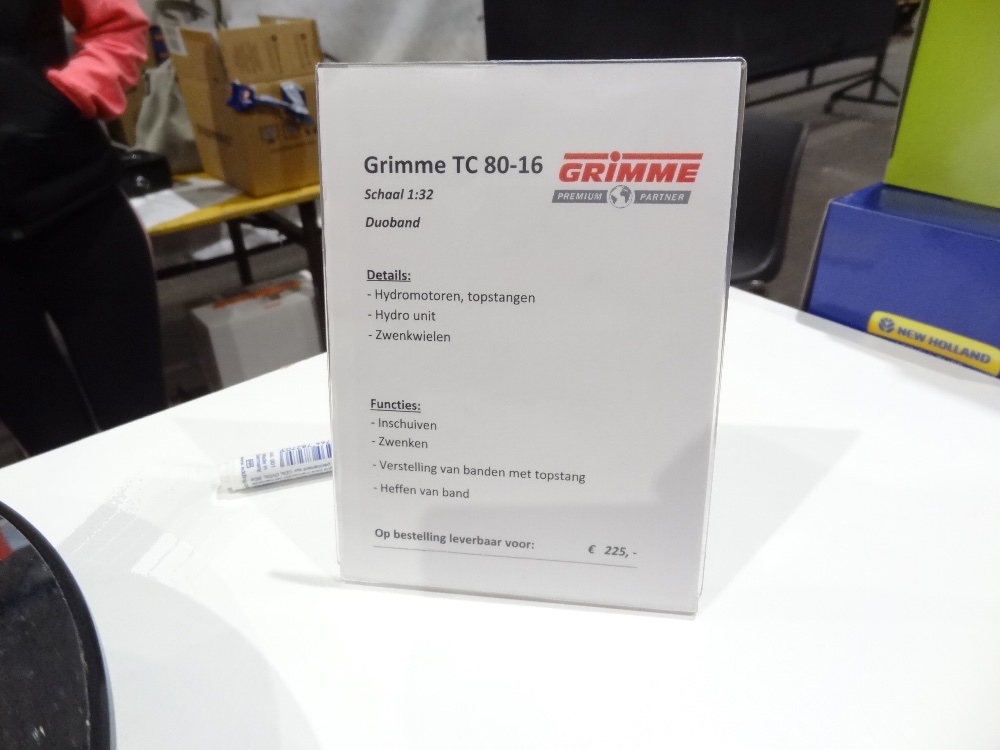 Grimme TC 80-16
GRIMME
PREMIUM PARTNER
Schaal 1:32
Duoband
Details:
- Hydromotoren, topstangen
- Hydro unit
- Zwenkwielen
Functies:
- Inschuiven
- Zwenken
- Verstelling van banden met topstang
- Heffen van band
Op bestelling leverbaar voor: € 225,-
NEW HOLLAND